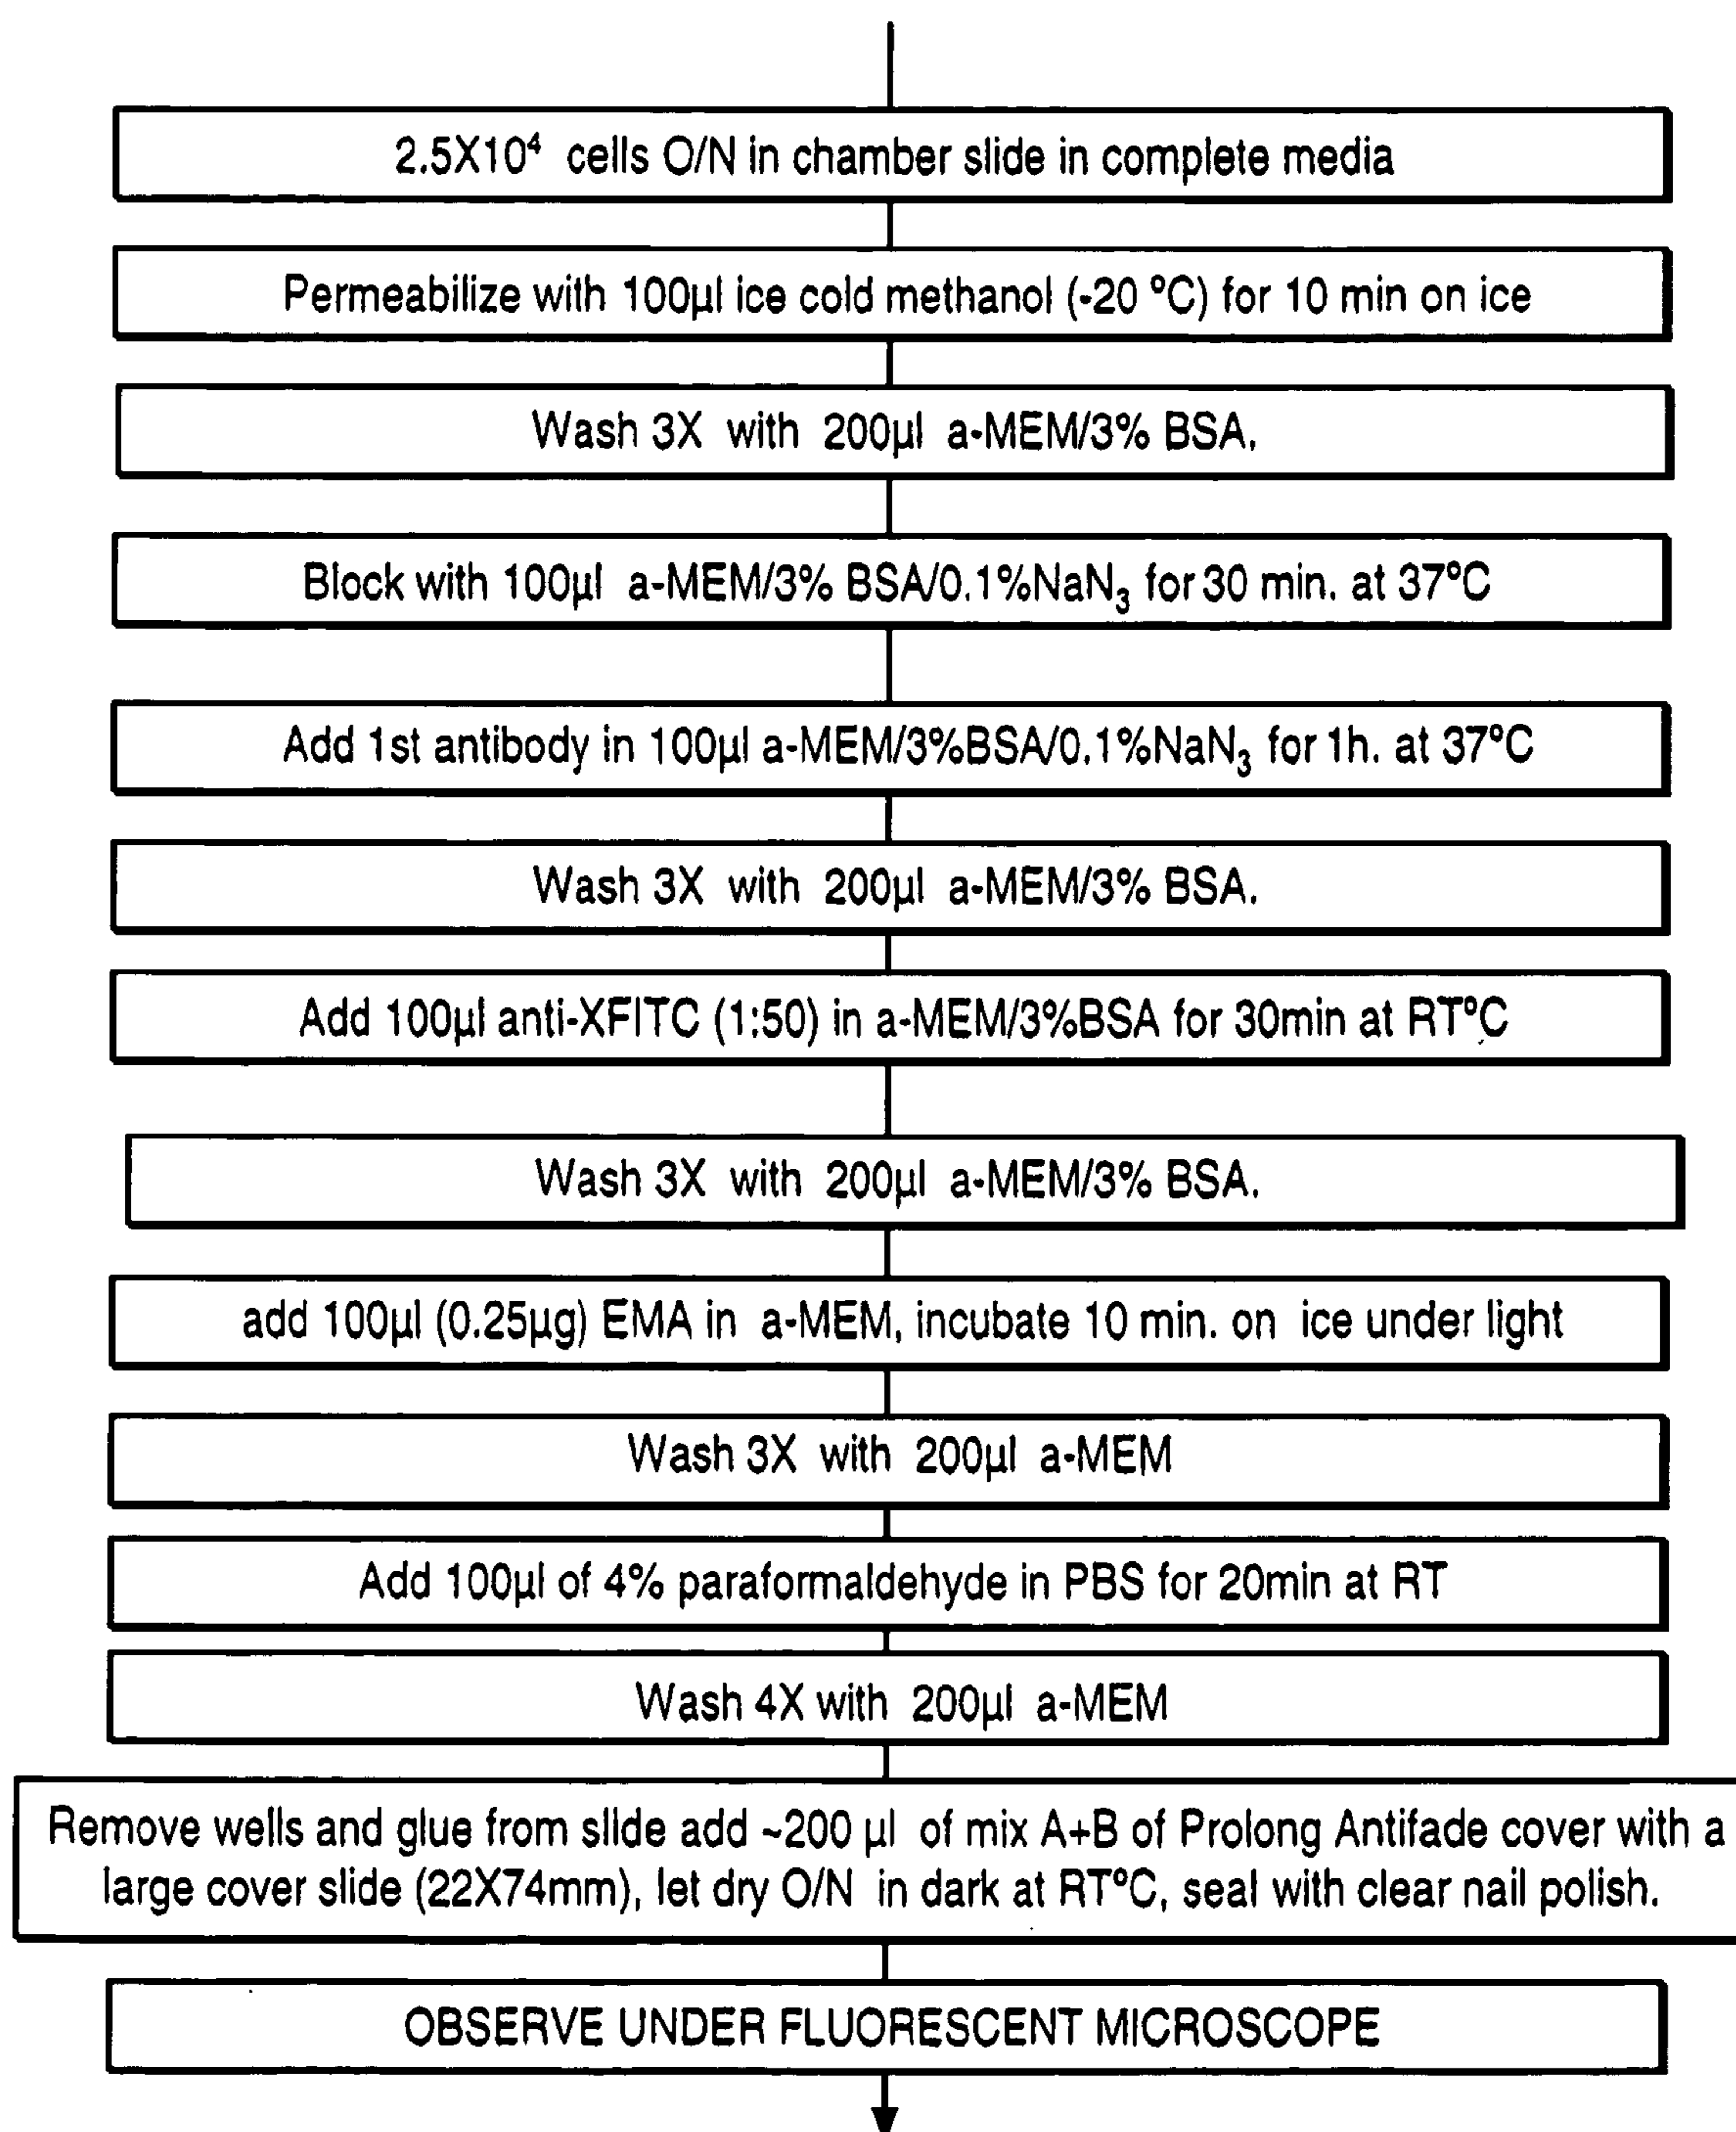 2.5X10⁴ cells O/N in chamber slide in complete media
Permeabilize with 100µl ice cold methanol (-20 ºC) for 10 min on ice
Wash 3X with 200µl a-MEM/3% BSA.
Block with 100µl a-MEM/3% BSA/0.1%NaN₃ for 30 min. at 37ºC
Add 1st antibody in 100µl a-MEM/3%BSA/0.1%NaN₃ for 1h. at 37ºC
Wash 3X with 200µl a-MEM/3% BSA.
Add 100µl anti-XFITC (1:50) in a-MEM/3%BSA for 30min at RTºC
Wash 3X with 200µl a-MEM/3% BSA.
add 100µl (0.25µg) EMA in a-MEM, incubate 10 min. on ice under light
Wash 3X with 200µl a-MEM
Add 100µl of 4% paraformaldehyde in PBS for 20min at RT
Wash 4X with 200µl a-MEM
Remove wells and glue from slide add ~200 µl of mix A+B of Prolong Antifade cover with a
large cover slide (22X74mm), let dry O/N in dark at RTºC, seal with clear nail polish.
OBSERVE UNDER FLUORESCENT MICROSCOPE